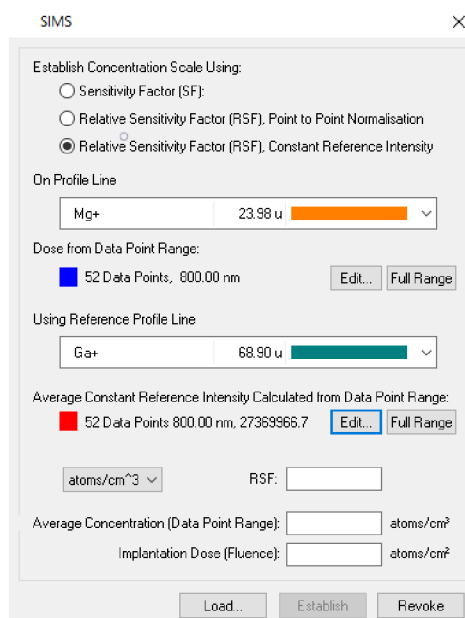 SIMS
Establish Concentration Scale Using:
Sensitivity Factor (SF):
Relative Sensitivity Factor (RSF), Point to Point Normalisation
Relative Sensitivity Factor (RSF), Constant Reference Intensity
On Profile Line
Mg+ 23.98 u
Dose from Data Point Range:
52 Data Points, 800.00 nm Edit... Full Range
Using Reference Profile Line
Ga+ 68.90 u
Average Constant Reference Intensity Calculated from Data Point Range:
52 Data Points 800.00 nm, 27369966.7 Edit... Full Range
atoms/cm^3 RSF:
Average Concentration (Data Point Range): atoms/cm³
Implantation Dose (Fluence): atoms/cm²
Load... Establish Revoke